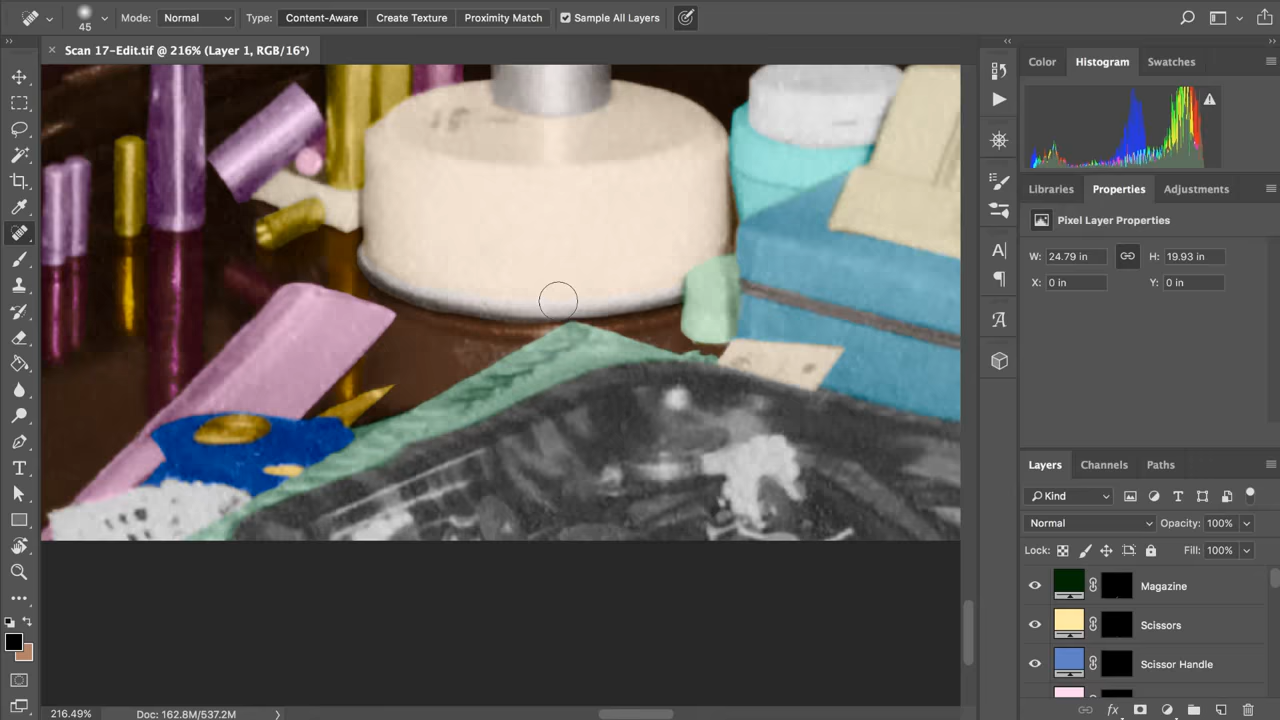 45
Mode: Normal Type: Content-Aware Create Texture Proximity Match Sample All Layers
Scan 17-Edit.tif @ 216% (Layer 1, RGB/16*)
Color Histogram Swatches
Libraries Properties Adjustments
Pixel Layer Properties
W: 24.79 in H: 19.93 in
X: 0 in Y: 0 in
Layers Channels Paths
Kind
Normal Opacity: 100%
Lock: Fill: 100%
Magazine
Scissors
Scissor Handle
216.49% Doc: 162.8M/537.2M